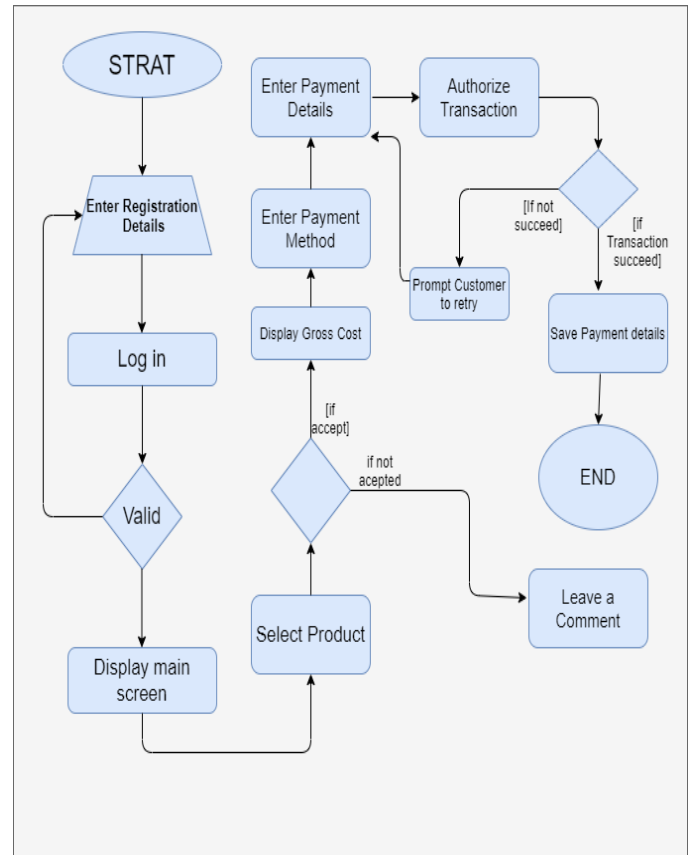 STRAT
Enter Registration
Details
Log in
Valid
Display main
screen
Select Product
[if
accept]
if not
acepted
Leave a
Comment
Display Gross Cost
Enter Payment
Method
Enter Payment
Details
Authorize
Transaction
[If not
succeed]
Prompt Customer
to retry
[if
Transaction
succeed]
Save Payment details
END